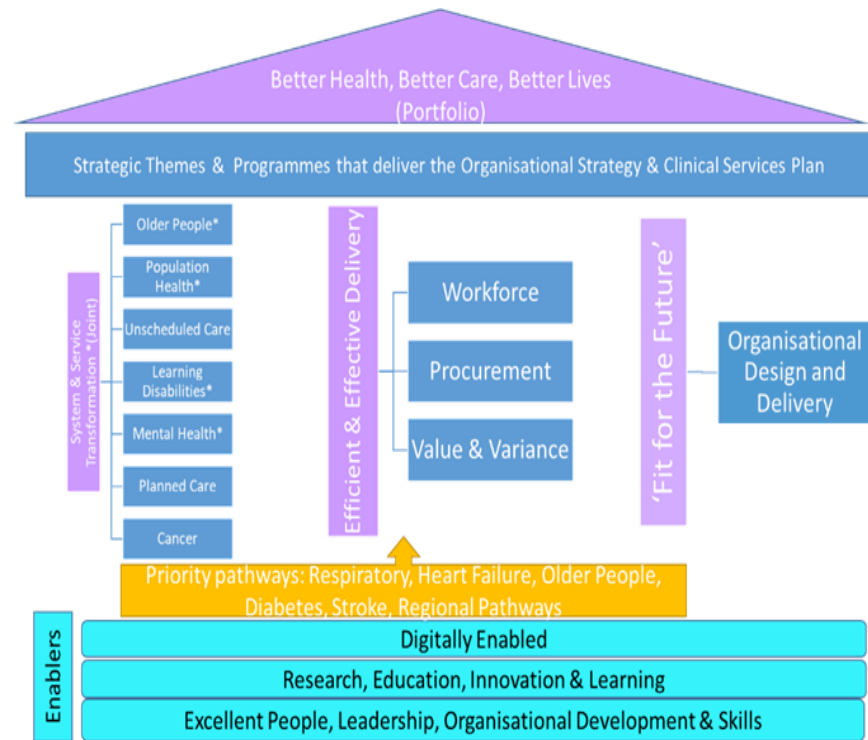 Better Health, Better Care, Better Lives
(Portfolio)
Strategic Themes & Programmes that deliver the Organisational Strategy & Clinical Services Plan
System & Service
Transformation *(Joint)
Older People*
Population
Health*
Unscheduled Care
Learning
Disabilities*
Mental Health*
Planned Care
Cancer
Efficient & Effective Delivery
Workforce
Procurement
Value & Variance
'Fit for the Future'
Organisational
Design and
Delivery
Priority pathways: Respiratory, Heart Failure, Older People,
Diabetes, Stroke, Regional Pathways
Enablers
Digitally Enabled
Research, Education, Innovation & Learning
Excellent People, Leadership, Organisational Development & Skills